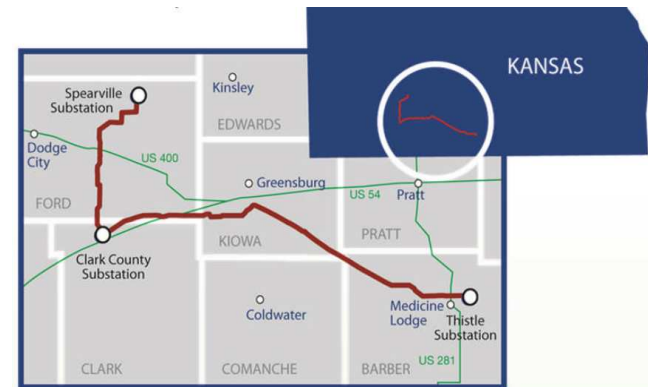 KANSAS
Spearville
Substation
Kinsley
EDWARDS
Dodge
City
US 400
Greensburg
US 54
Pratt
FORD
KIOWA
PRATT
Clark County
Substation
Coldwater
Medicine
Lodge
Thistle
Substation
US 281
CLARK
COMANCHE
BARBER